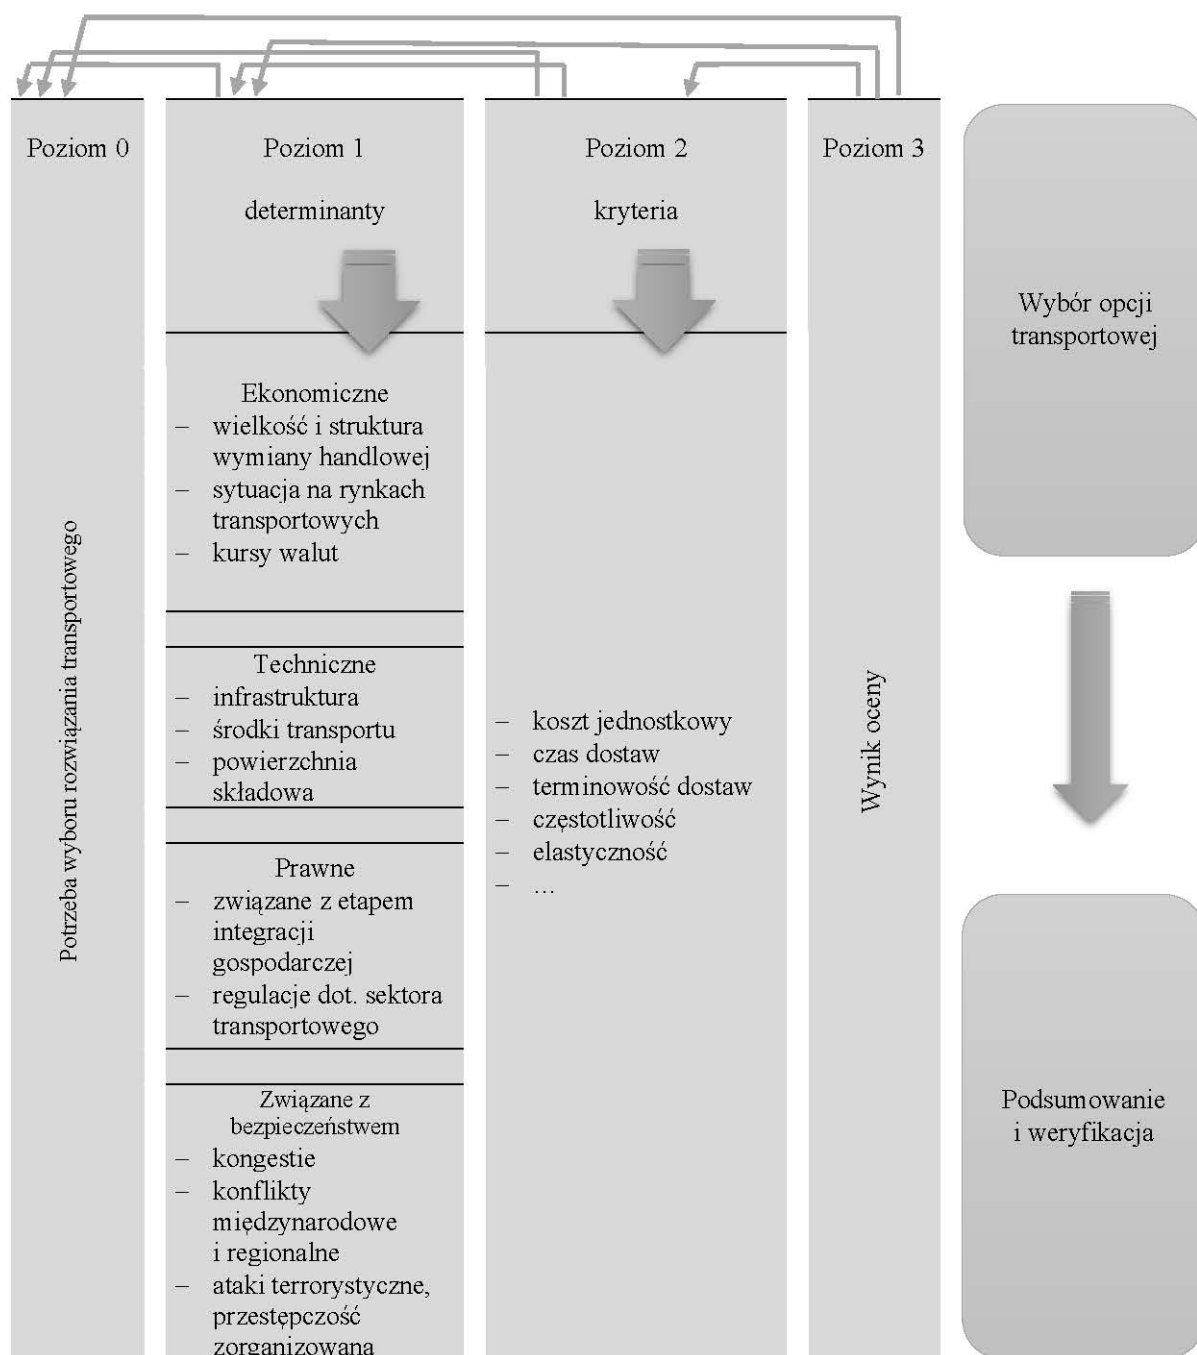 Poziom 0
Potrzeba wyboru rozwiązania transportowego
Poziom 1
determinanty
Ekonomiczne
– wielkość i struktura
wymiany handlowej
– sytuacja na rynkach
transportowych
– kursy walut
Techniczne
– infrastruktura
– środki transportu
– powierzchnia
składowa
Prawne
– związane z etapem
integracji
gospodarczej
– regulacje dot. sektora
transportowego
Związane z
bezpieczeństwem
– kongestie
– konflikty
międzynarodowe
i regionalne
– ataki terrorystyczne,
przestępczość
zorganizowana
Poziom 2
kryteria
– koszt jednostkowy
– czas dostaw
– terminowość dostaw
– częstotliwość
– elastyczność
– …
Poziom 3
Wynik oceny
Wybór opcji
transportowej
Podsumowanie
i weryfikacja